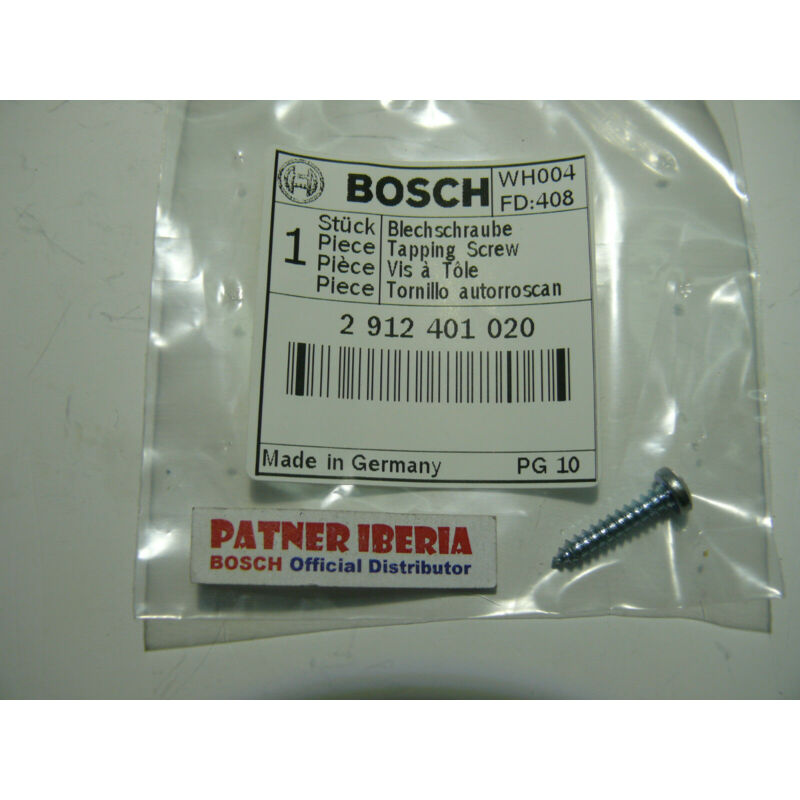 BOSCH
WH004
FD:408
1
Stück
Piece
Pièce
Piece
Blechschraube
Tapping Screw
Vis à Tôle
Tornillo autorroscan
2 912 401 020
Made in Germany
PG 10
PATNER IBERIA
BOSCH Official Distributor